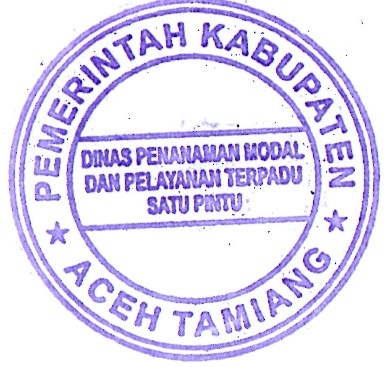 PEMERINTAH KABUPATEN
DINAS PENANAMAN MODAL
DAN PELAYANAN TERPADU
SATU PINTU
★ ACEH TAMIANG ★